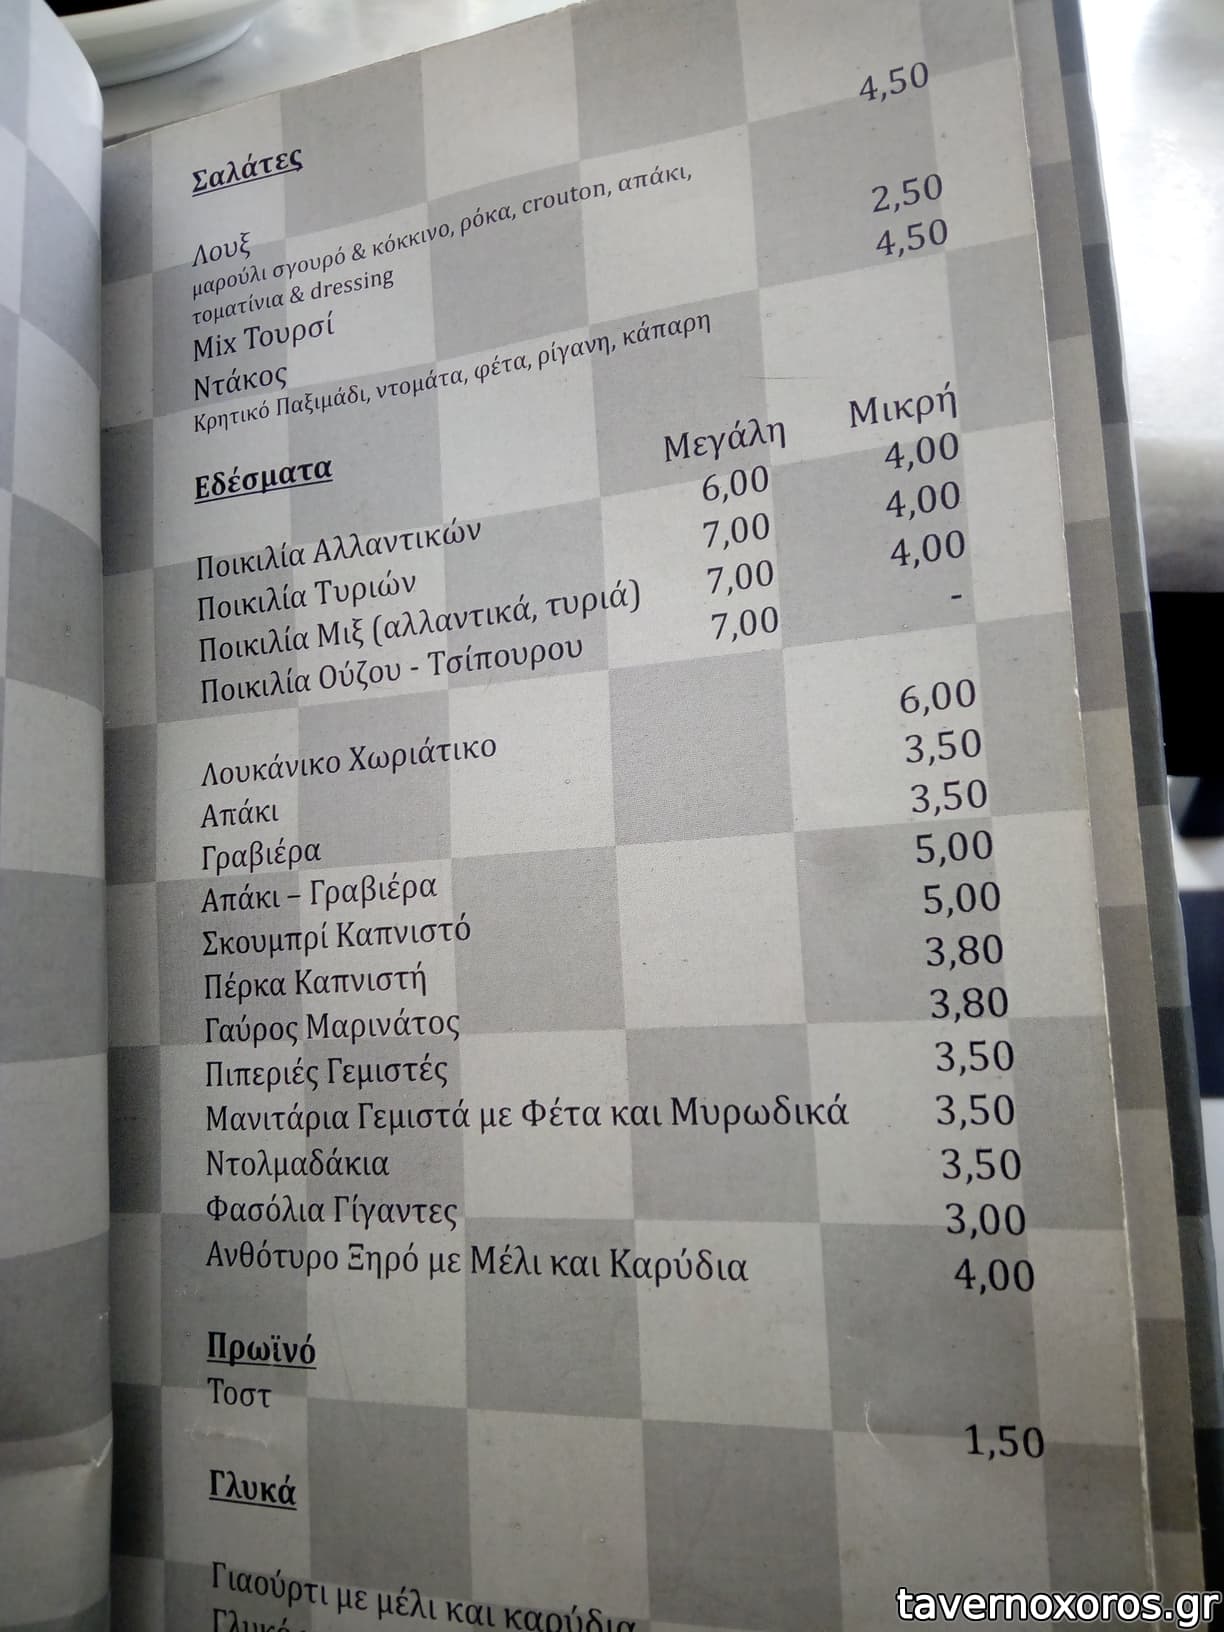 Σαλάτες
Λουξ 4,50
μαρούλι σγουρό & κόκκινο, ρόκα, crouton, απάκι,
τοματίνια & dressing
Mix Τουρσί 2,50
Ντάκος 4,50
Κρητικό Παξιμάδι, ντομάτα, φέτα, ρίγανη, κάπαρη
Εδέσματα Μεγάλη Μικρή
Ποικιλία Αλλαντικών 6,00 4,00
Ποικιλία Τυριών 7,00 4,00
Ποικιλία Μιξ (αλλαντικά, τυριά) 7,00 4,00
Ποικιλία Ούζου - Τσίπουρου 7,00 -
Λουκάνικο Χωριάτικο 6,00
Απάκι 3,50
Γραβιέρα 3,50
Απάκι – Γραβιέρα 5,00
Σκουμπρί Καπνιστό 5,00
Πέρκα Καπνιστή 3,80
Γαύρος Μαρινάτος 3,80
Πιπεριές Γεμιστές 3,50
Μανιτάρια Γεμιστά με Φέτα και Μυρωδικά 3,50
Ντολμαδάκια 3,50
Φασόλια Γίγαντες 3,00
Ανθότυρο Ξηρό με Μέλι και Καρύδια 4,00
Πρωϊνό
Τοστ 1,50
Γλυκά
Γιαούρτι με μέλι και καρύδια
Γλυκό
tavernoxoros.gr